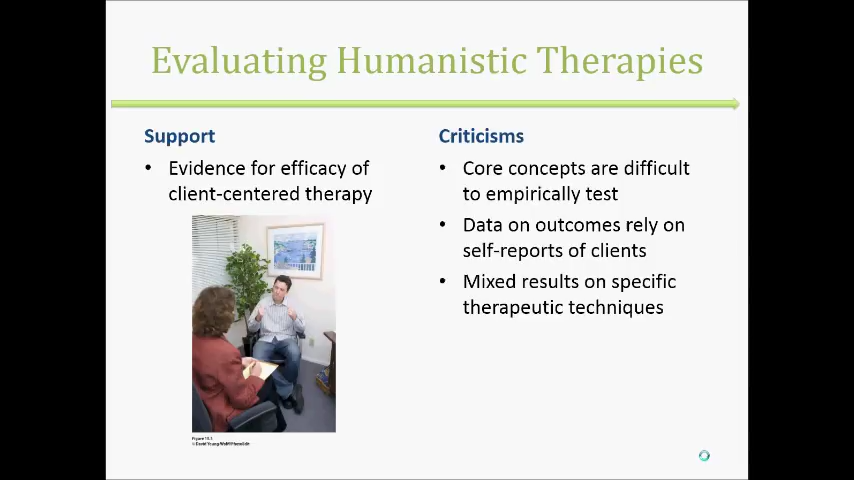 Evaluating Humanistic Therapies
Support
• Evidence for efficacy of
client-centered therapy
Criticisms
• Core concepts are difficult
to empirically test
• Data on outcomes rely on
self-reports of clients
• Mixed results on specific
therapeutic techniques